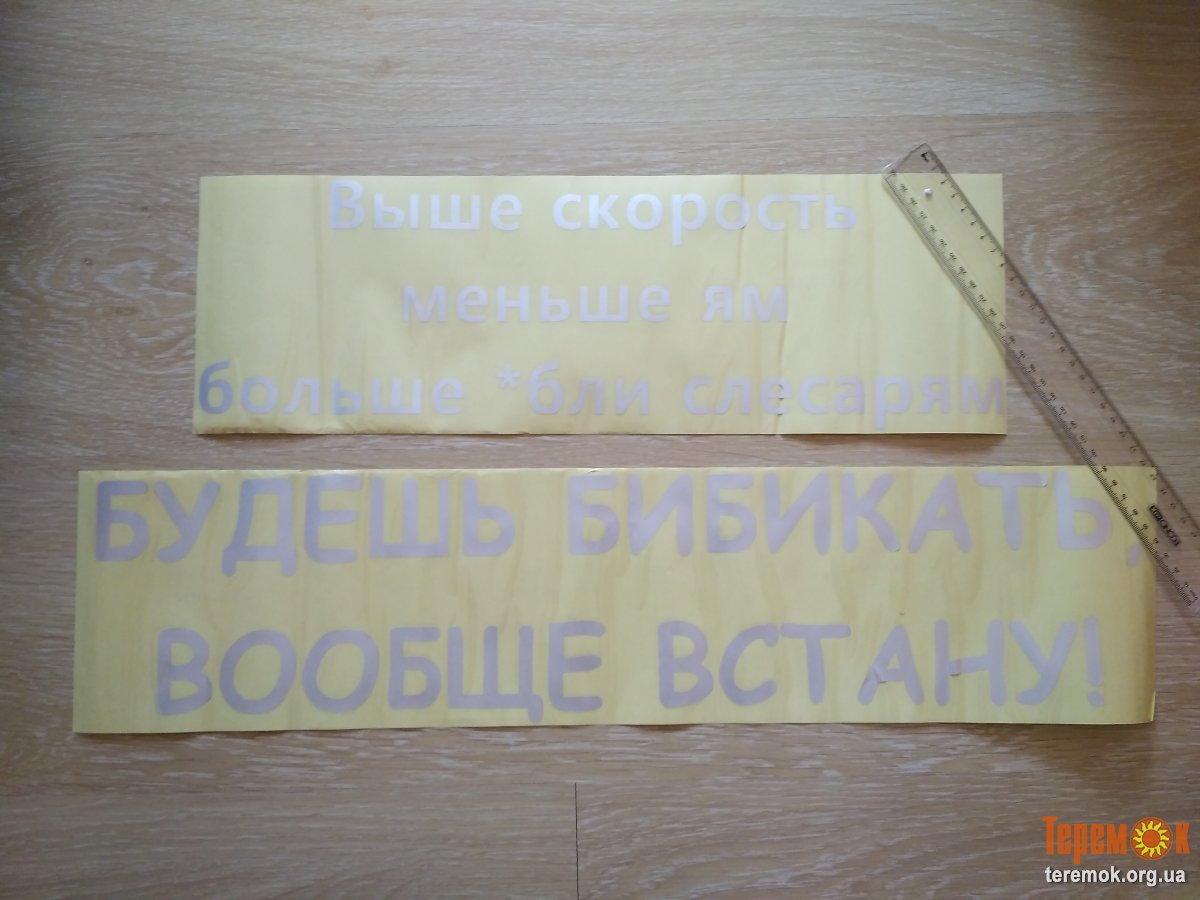 Выше скорость
меньше ям
больше *бли слесарям
БУДЕШЬ БИБИКАТЬ,
ВООБЩЕ ВСТАНУ!
ТеремОк
teremok.org.ua